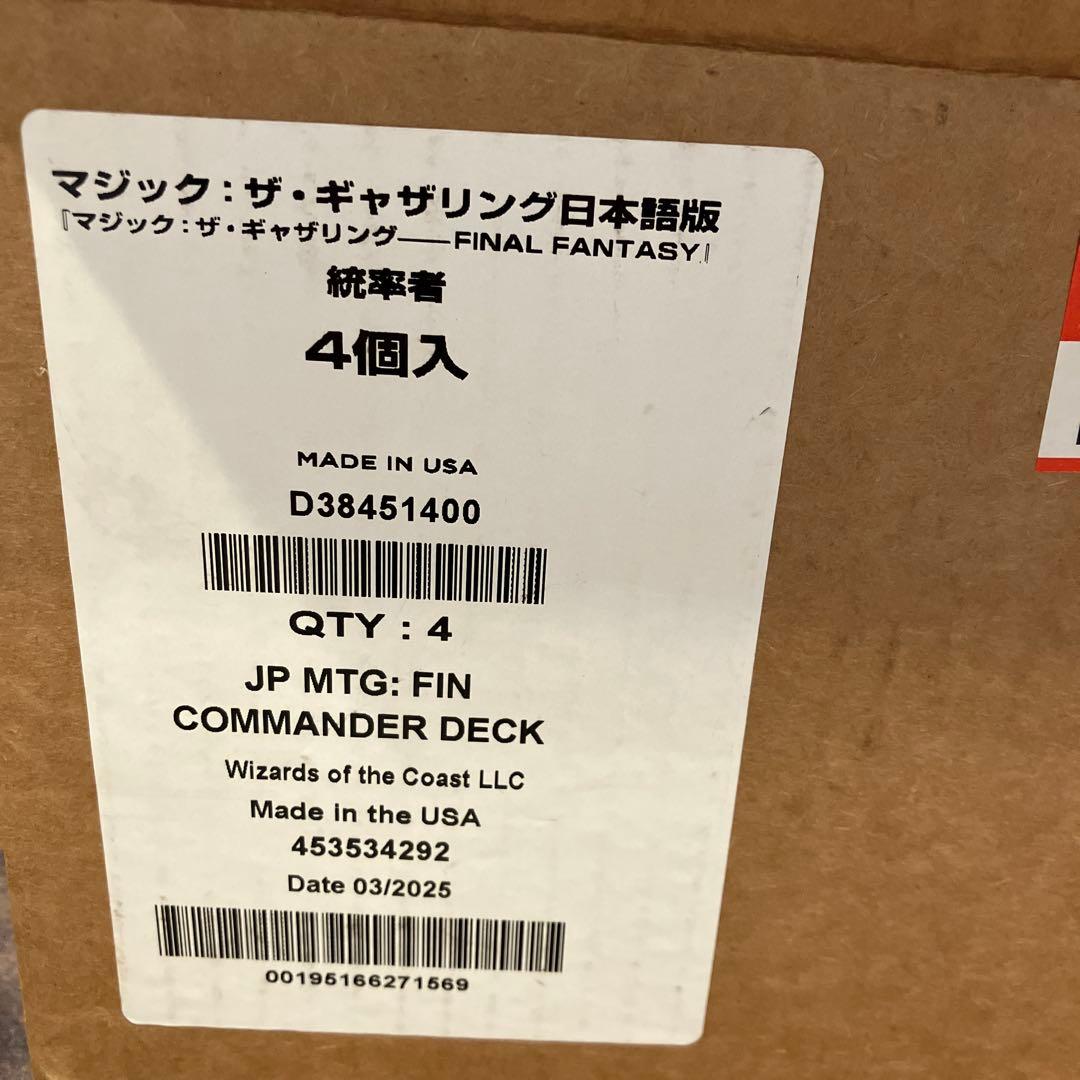 マジック：ザ・ギャザリング日本語版
『マジック：ザ・ギャザリング——FINAL FANTASY』
統率者
4個入
MADE IN USA
D38451400
QTY : 4
JP MTG: FIN
COMMANDER DECK
Wizards of the Coast LLC
Made in the USA
453534292
Date 03/2025
00195166271569